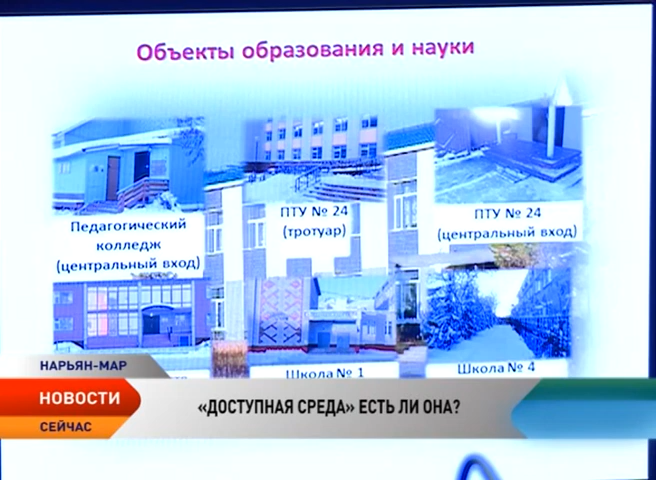 Объекты образования и науки
Педагогический
колледж
(центральный вход)
ПТУ № 24
(тротуар)
ПТУ № 24
(центральный вход)
Школа № 1
Школа № 4
НАРЬЯН-МАР
НОВОСТИ
СЕЙЧАС
«ДОСТУПНАЯ СРЕДА» ЕСТЬ ЛИ ОНА?